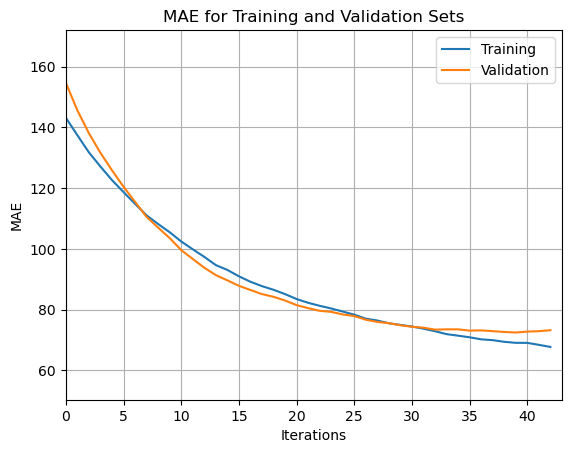 MAE for Training and Validation Sets
Training
Validation
160
140
120
100
80
60
MAE
0 5 10 15 20 25 30 35 40
Iterations